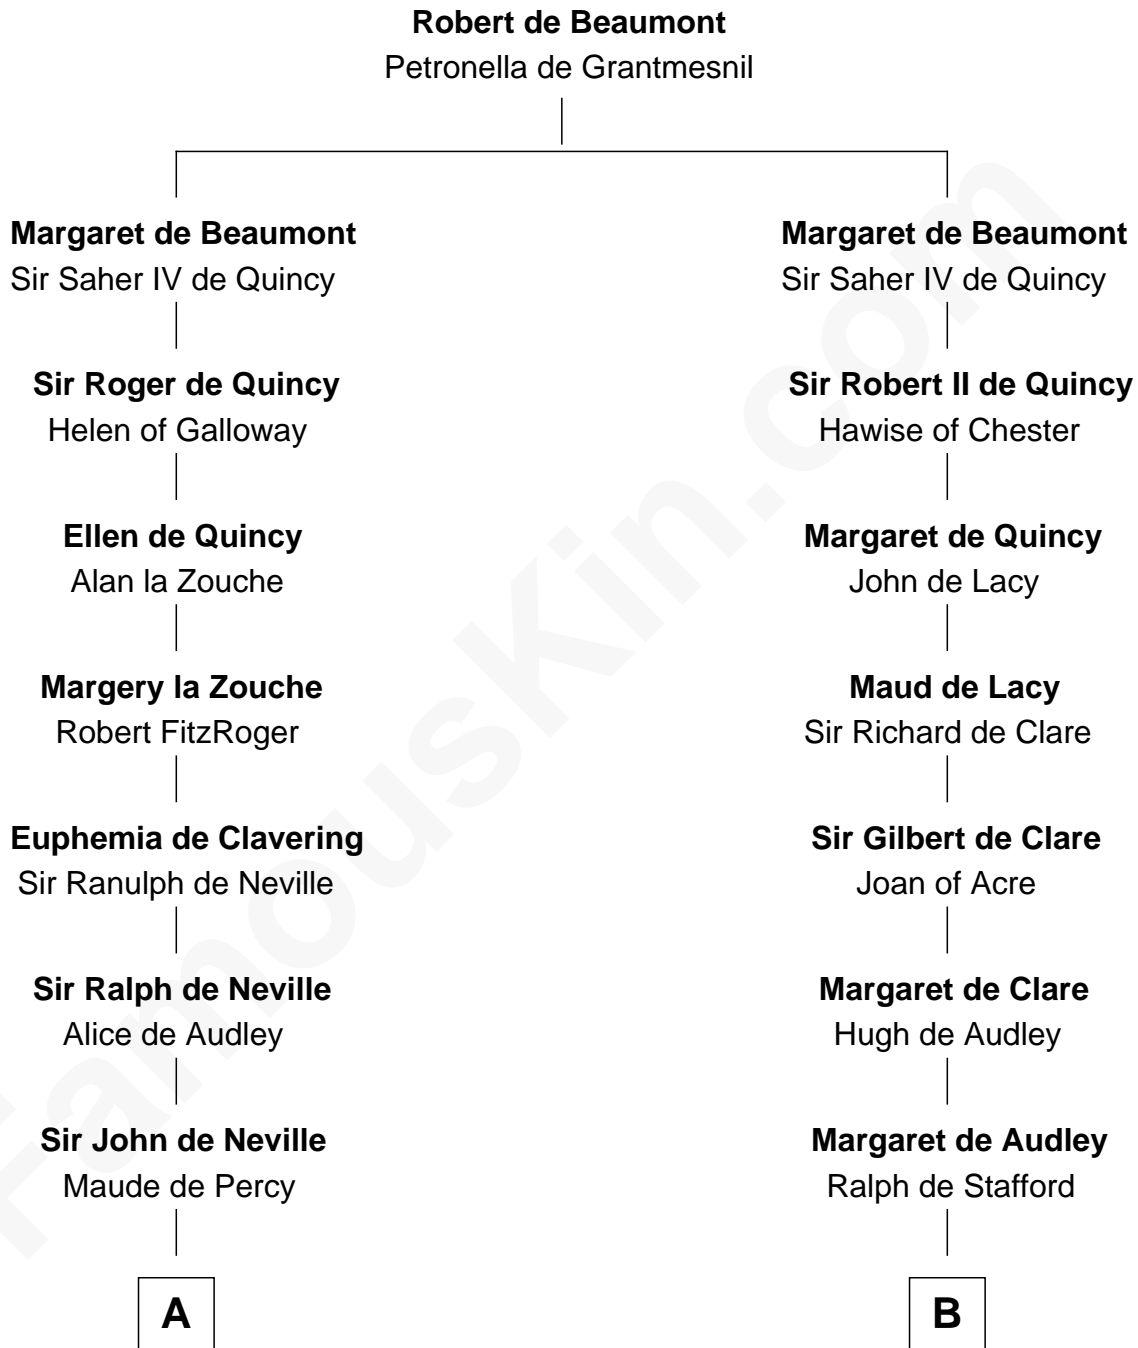 Robert de Beaumont
Petronella de Grantmesnil
Margaret de Beaumont
Sir Saher IV de Quincy
Sir Roger de Quincy
Helen of Galloway
Ellen de Quincy
Alan la Zouche
Margery la Zouche
Robert FitzRoger
Euphemia de Clavering
Sir Ranulph de Neville
Sir Ralph de Neville
Alice de Audley
Sir John de Neville
Maude de Percy
A
Margaret de Beaumont
Sir Saher IV de Quincy
Sir Robert II de Quincy
Hawise of Chester
Margaret de Quincy
John de Lacy
Maud de Lacy
Sir Richard de Clare
Sir Gilbert de Clare
Joan of Acre
Margaret de Clare
Hugh de Audley
Margaret de Audley
Ralph de Stafford
B
FamousKin.com